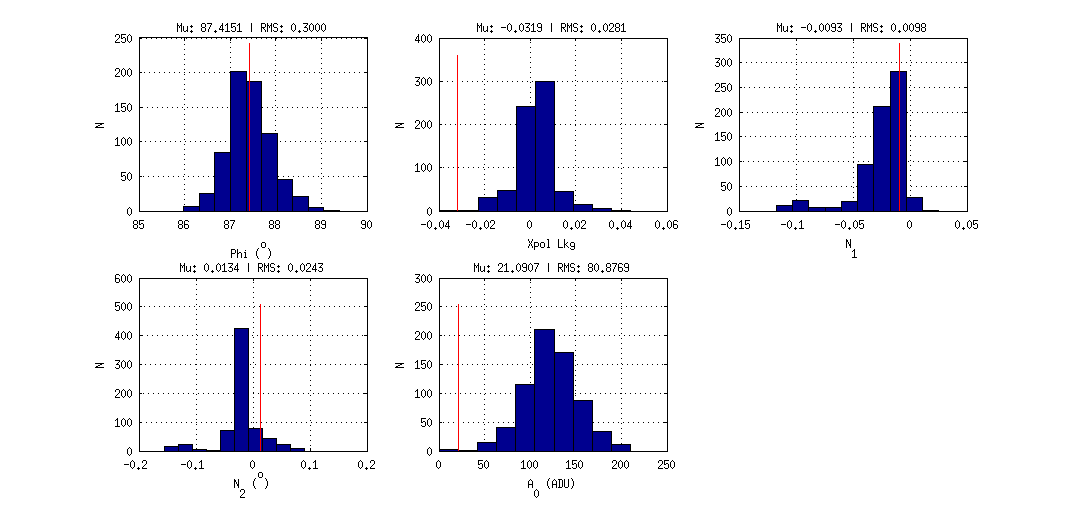 Mu: 87.4151 | RMS: 0.3000
Mu: -0.0319 | RMS: 0.0281
Mu: -0.0093 | RMS: 0.0098
250
200
150
100
50
0
N
85 86 87 88 89 90
Phi (o)
400
300
200
100
0
N
-0.04 -0.02 0 0.02 0.04 0.06
Xpol Lkg
350
300
250
200
150
100
50
0
N
-0.15 -0.1 -0.05 0 0.05
N1
Mu: 0.0134 | RMS: 0.0243
Mu: 21.0907 | RMS: 80.8769
600
500
400
300
200
100
0
N
-0.2 -0.1 0 0.1 0.2
N2 (o)
300
250
200
150
100
50
0
N
0 50 100 150 200 250
A0 (ADU)